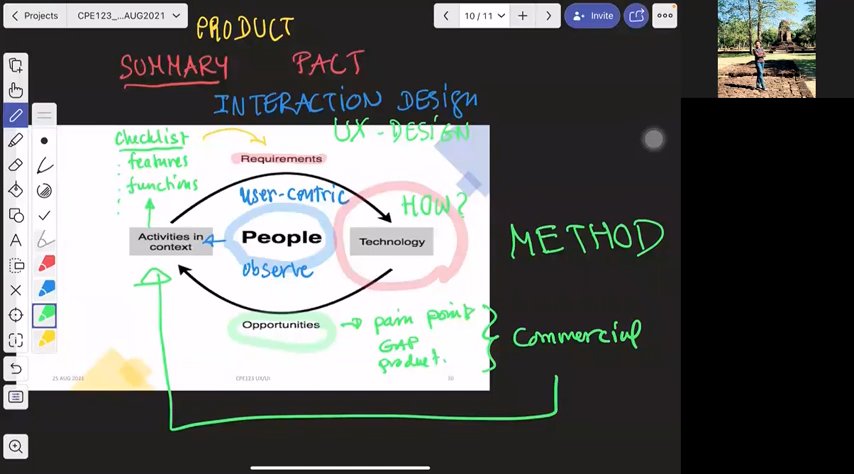 Projects
CPE123_...AUG2021
10 / 11
Invite
PRODUCT
SUMMARY PACT
INTERACTION DESIGN
UX-DESIGN
checklist
features
functions
Requirements
user-centric
HOW?
Activities in
context
People
Technology
METHOD
observe
Opportunities
pain point
GAP
product.
Commercial
25 AUG 2021
CPE123 UX/UI
A